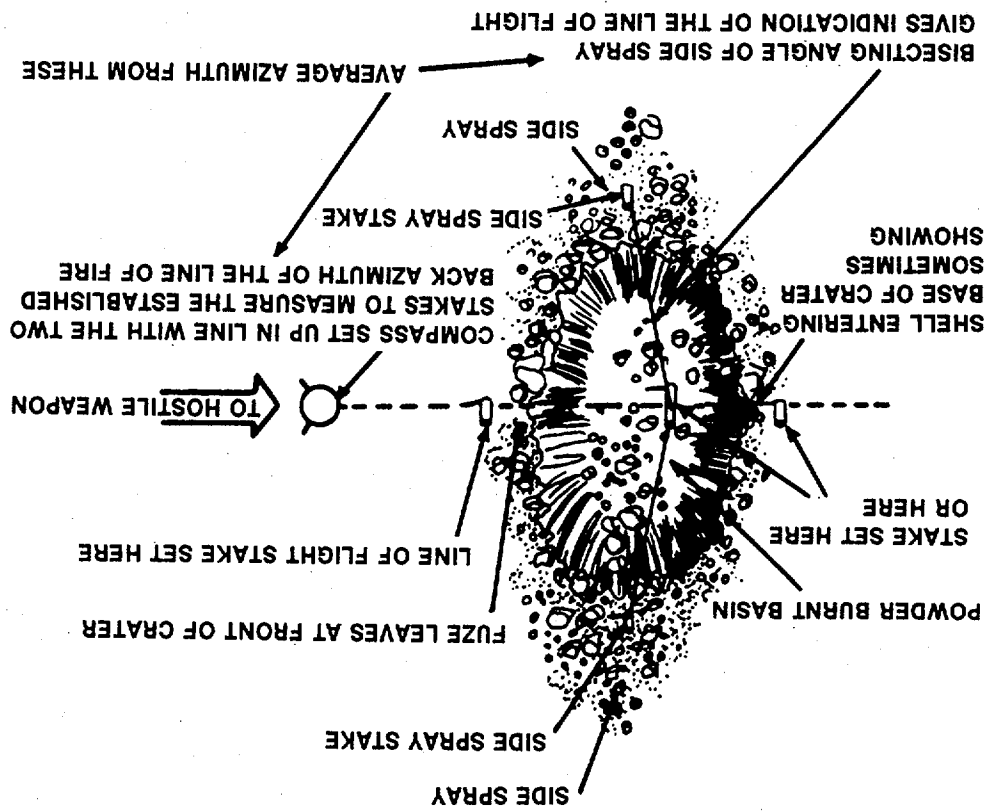 SIDE SPRAY
SIDE SPRAY STAKE
POWDER BURNT BASIN
FUZE LEAVES AT FRONT OF CRATER
STAKE SET HERE
OR HERE
LINE OF FLIGHT STAKE SET HERE
TO HOSTILE WEAPON
SHELL ENTERING
BASE OF CRATER
SOMETIMES
SHOWING
COMPASS SET UP IN LINE WITH THE TWO
STAKES TO MEASURE THE ESTABLISHED
BACK AZIMUTH OF THE LINE OF FIRE
SIDE SPRAY STAKE
SIDE SPRAY
AVERAGE AZIMUTH FROM THESE
BISECTING ANGLE OF SIDE SPRAY
GIVES INDICATION OF THE LINE OF FLIGHT